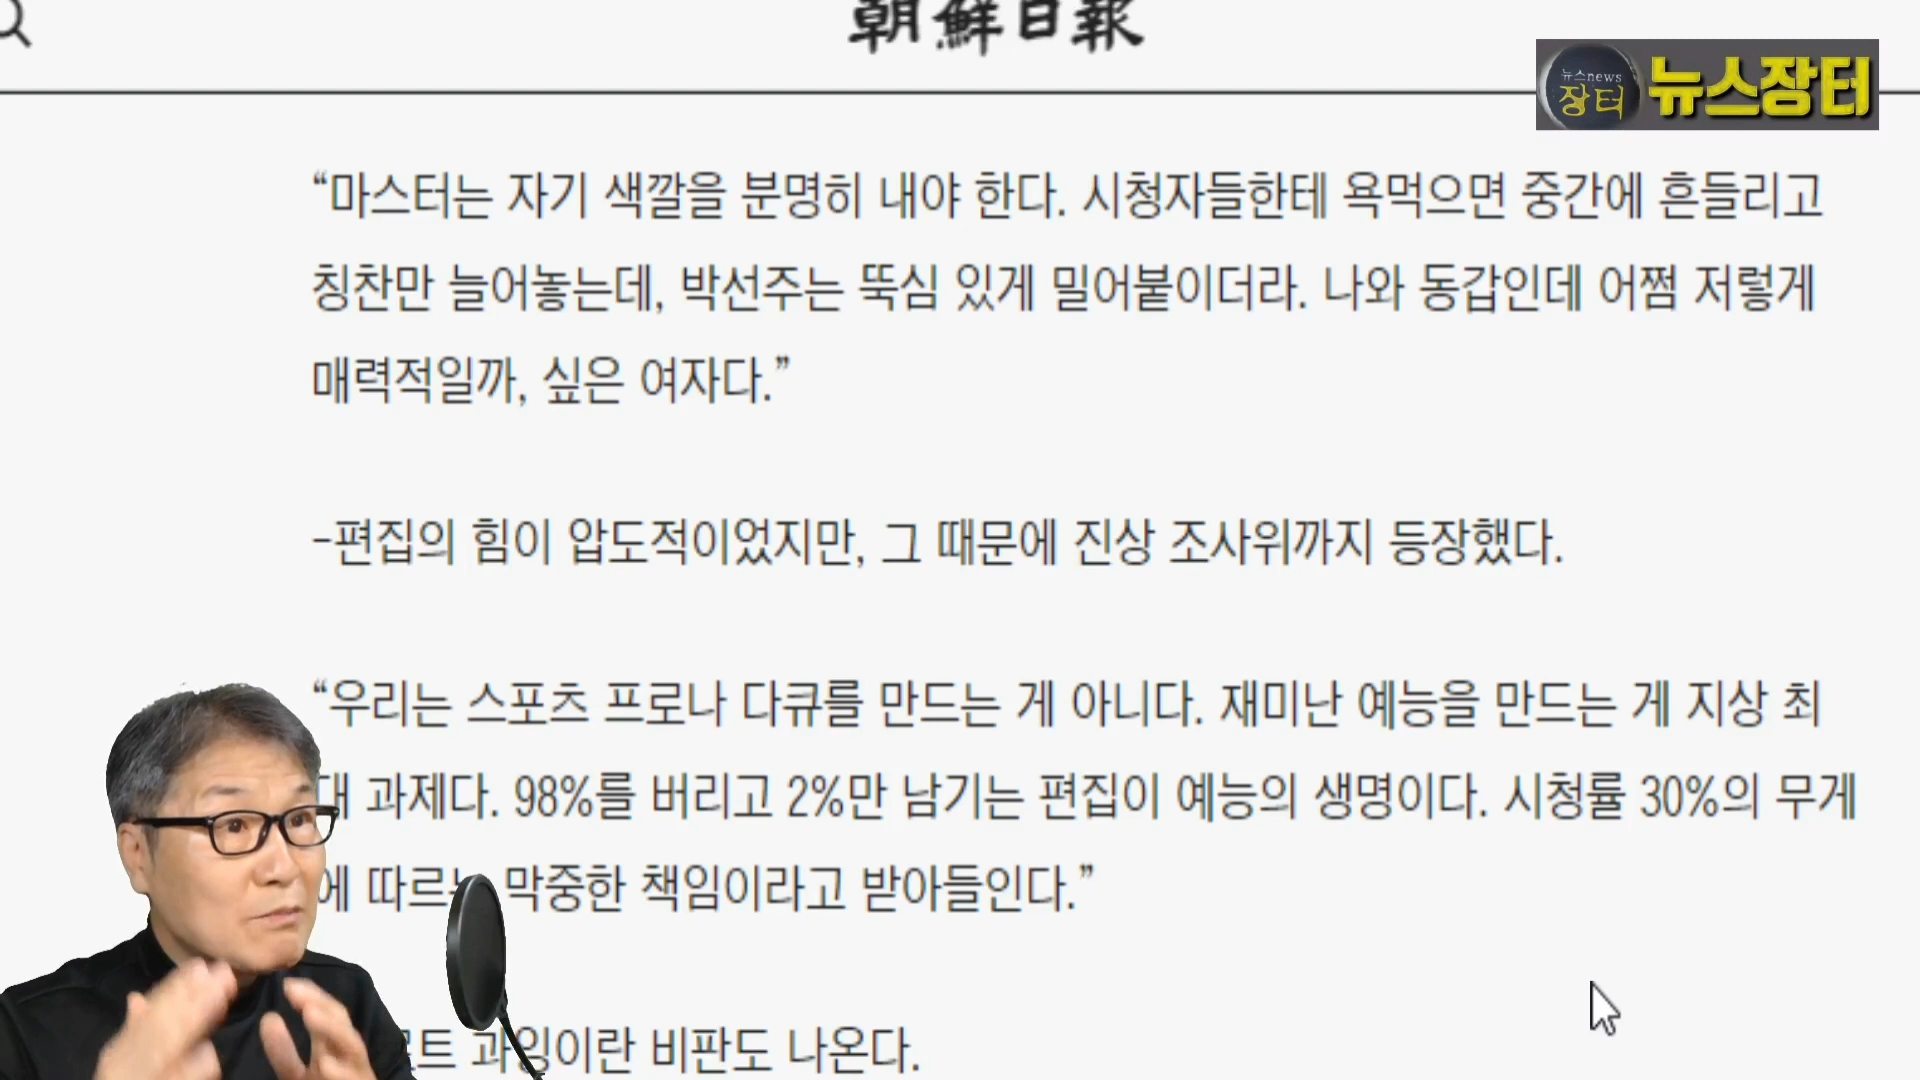 朝鮮日報
뉴스news
장터
뉴스장터
“마스터는 자기 색깔을 분명히 내야 한다. 시청자들한테 욕먹으면 중간에 흔들리고
칭찬만 늘어놓는데, 박선주는 뚝심 있게 밀어붙이더라. 나와 동갑인데 어쩜 저렇게
매력적일까, 싶은 여자다.”
-편집의 힘이 압도적이었지만, 그 때문에 진상 조사위까지 등장했다.
“우리는 스포츠 프로나 다큐를 만드는 게 아니다. 재미난 예능을 만드는 게 지상 최
대 과제다. 98%를 버리고 2%만 남기는 편집이 예능의 생명이다. 시청률 30%의 무게
에 따르는 막중한 책임이라고 받아들인다.”
과잉이란 비판도 나온다.